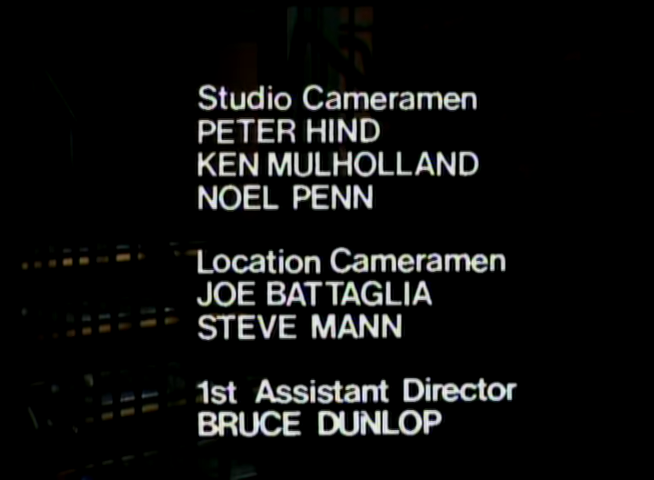 Studio Cameramen
PETER HIND
KEN MULHOLLAND
NOEL PENN
Location Cameramen
JOE BATTAGLIA
STEVE MANN
1st Assistant Director
BRUCE DUNLOP